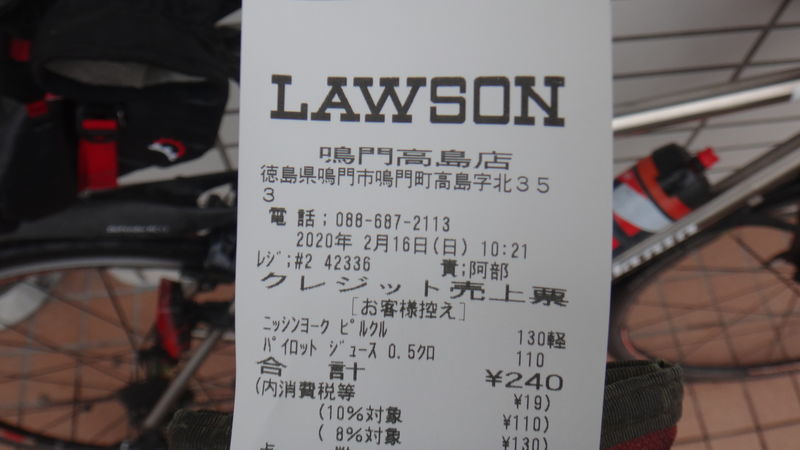 LAWSON
鳴門高島店
徳島県鳴門市鳴門町高島字北35
3
電話;088-687-2113
2020年 2月16日(日) 10:21
レジ;#2 42336 責;阿部
クレジット売上票
[お客様控え]
ニッシンヨーク ピルクル 130軽
パイロット ジュース 0.5クロ 110
合 計 ¥240
(内消費税等 ¥19)
(10%対象 ¥110)
( 8%対象 ¥130)